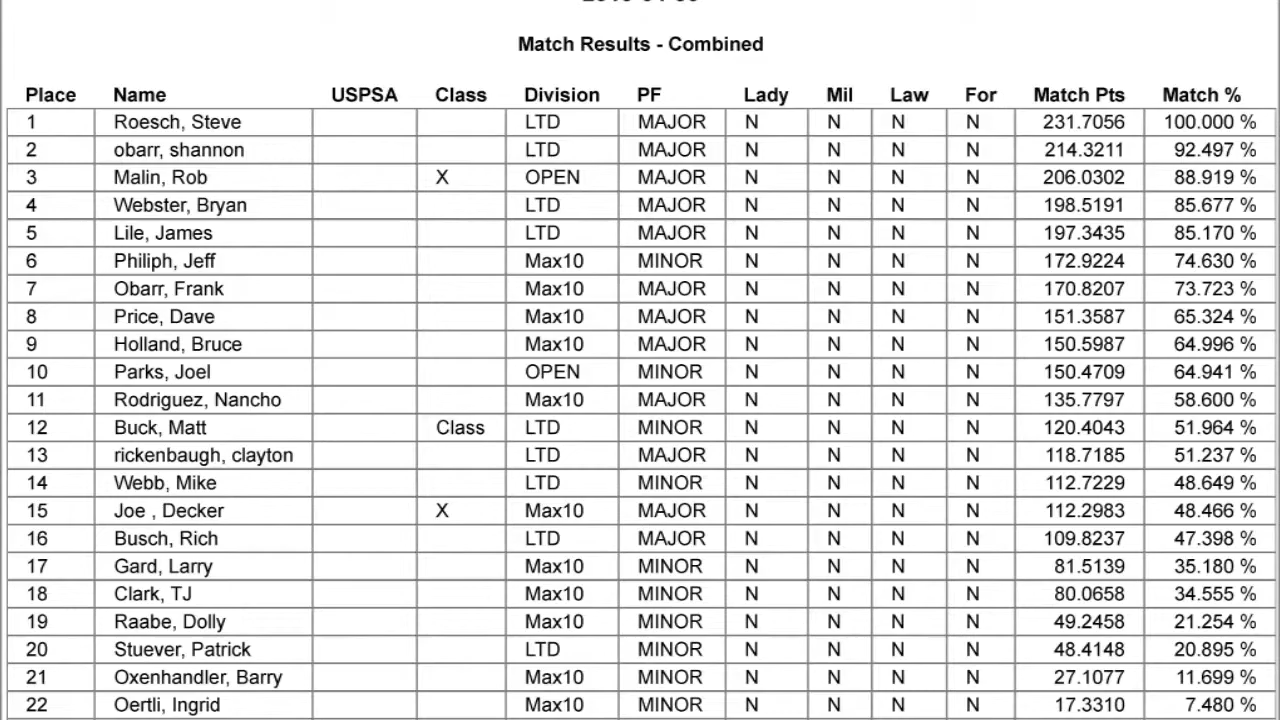 Match Results - Combined
Place Name USPSA Class Division PF Lady Mil Law For Match Pts Match %
1 Roesch, Steve LTD MAJOR N N N N 231.7056 100.000 %
2 obarr, shannon LTD MAJOR N N N N 214.3211 92.497 %
3 Malin, Rob X OPEN MAJOR N N N N 206.0302 88.919 %
4 Webster, Bryan LTD MAJOR N N N N 198.5191 85.677 %
5 Lile, James LTD MAJOR N N N N 197.3435 85.170 %
6 Philiph, Jeff Max10 MINOR N N N N 172.9224 74.630 %
7 Obarr, Frank Max10 MAJOR N N N N 170.8207 73.723 %
8 Price, Dave Max10 MAJOR N N N N 151.3587 65.324 %
9 Holland, Bruce Max10 MAJOR N N N N 150.5987 64.996 %
10 Parks, Joel OPEN MINOR N N N N 150.4709 64.941 %
11 Rodriguez, Nancho Max10 MAJOR N N N N 135.7797 58.600 %
12 Buck, Matt Class LTD MINOR N N N N 120.4043 51.964 %
13 rickenbaugh, clayton LTD MAJOR N N N N 118.7185 51.237 %
14 Webb, Mike LTD MINOR N N N N 112.7229 48.649 %
15 Joe , Decker X Max10 MAJOR N N N N 112.2983 48.466 %
16 Busch, Rich LTD MAJOR N N N N 109.8237 47.398 %
17 Gard, Larry Max10 MINOR N N N N 81.5139 35.180 %
18 Clark, TJ Max10 MINOR N N N N 80.0658 34.555 %
19 Raabe, Dolly Max10 MINOR N N N N 49.2458 21.254 %
20 Stuever, Patrick LTD MINOR N N N N 48.4148 20.895 %
21 Oxenhandler, Barry Max10 MINOR N N N N 27.1077 11.699 %
22 Oertli, Ingrid Max10 MINOR N N N N 17.3310 7.480 %